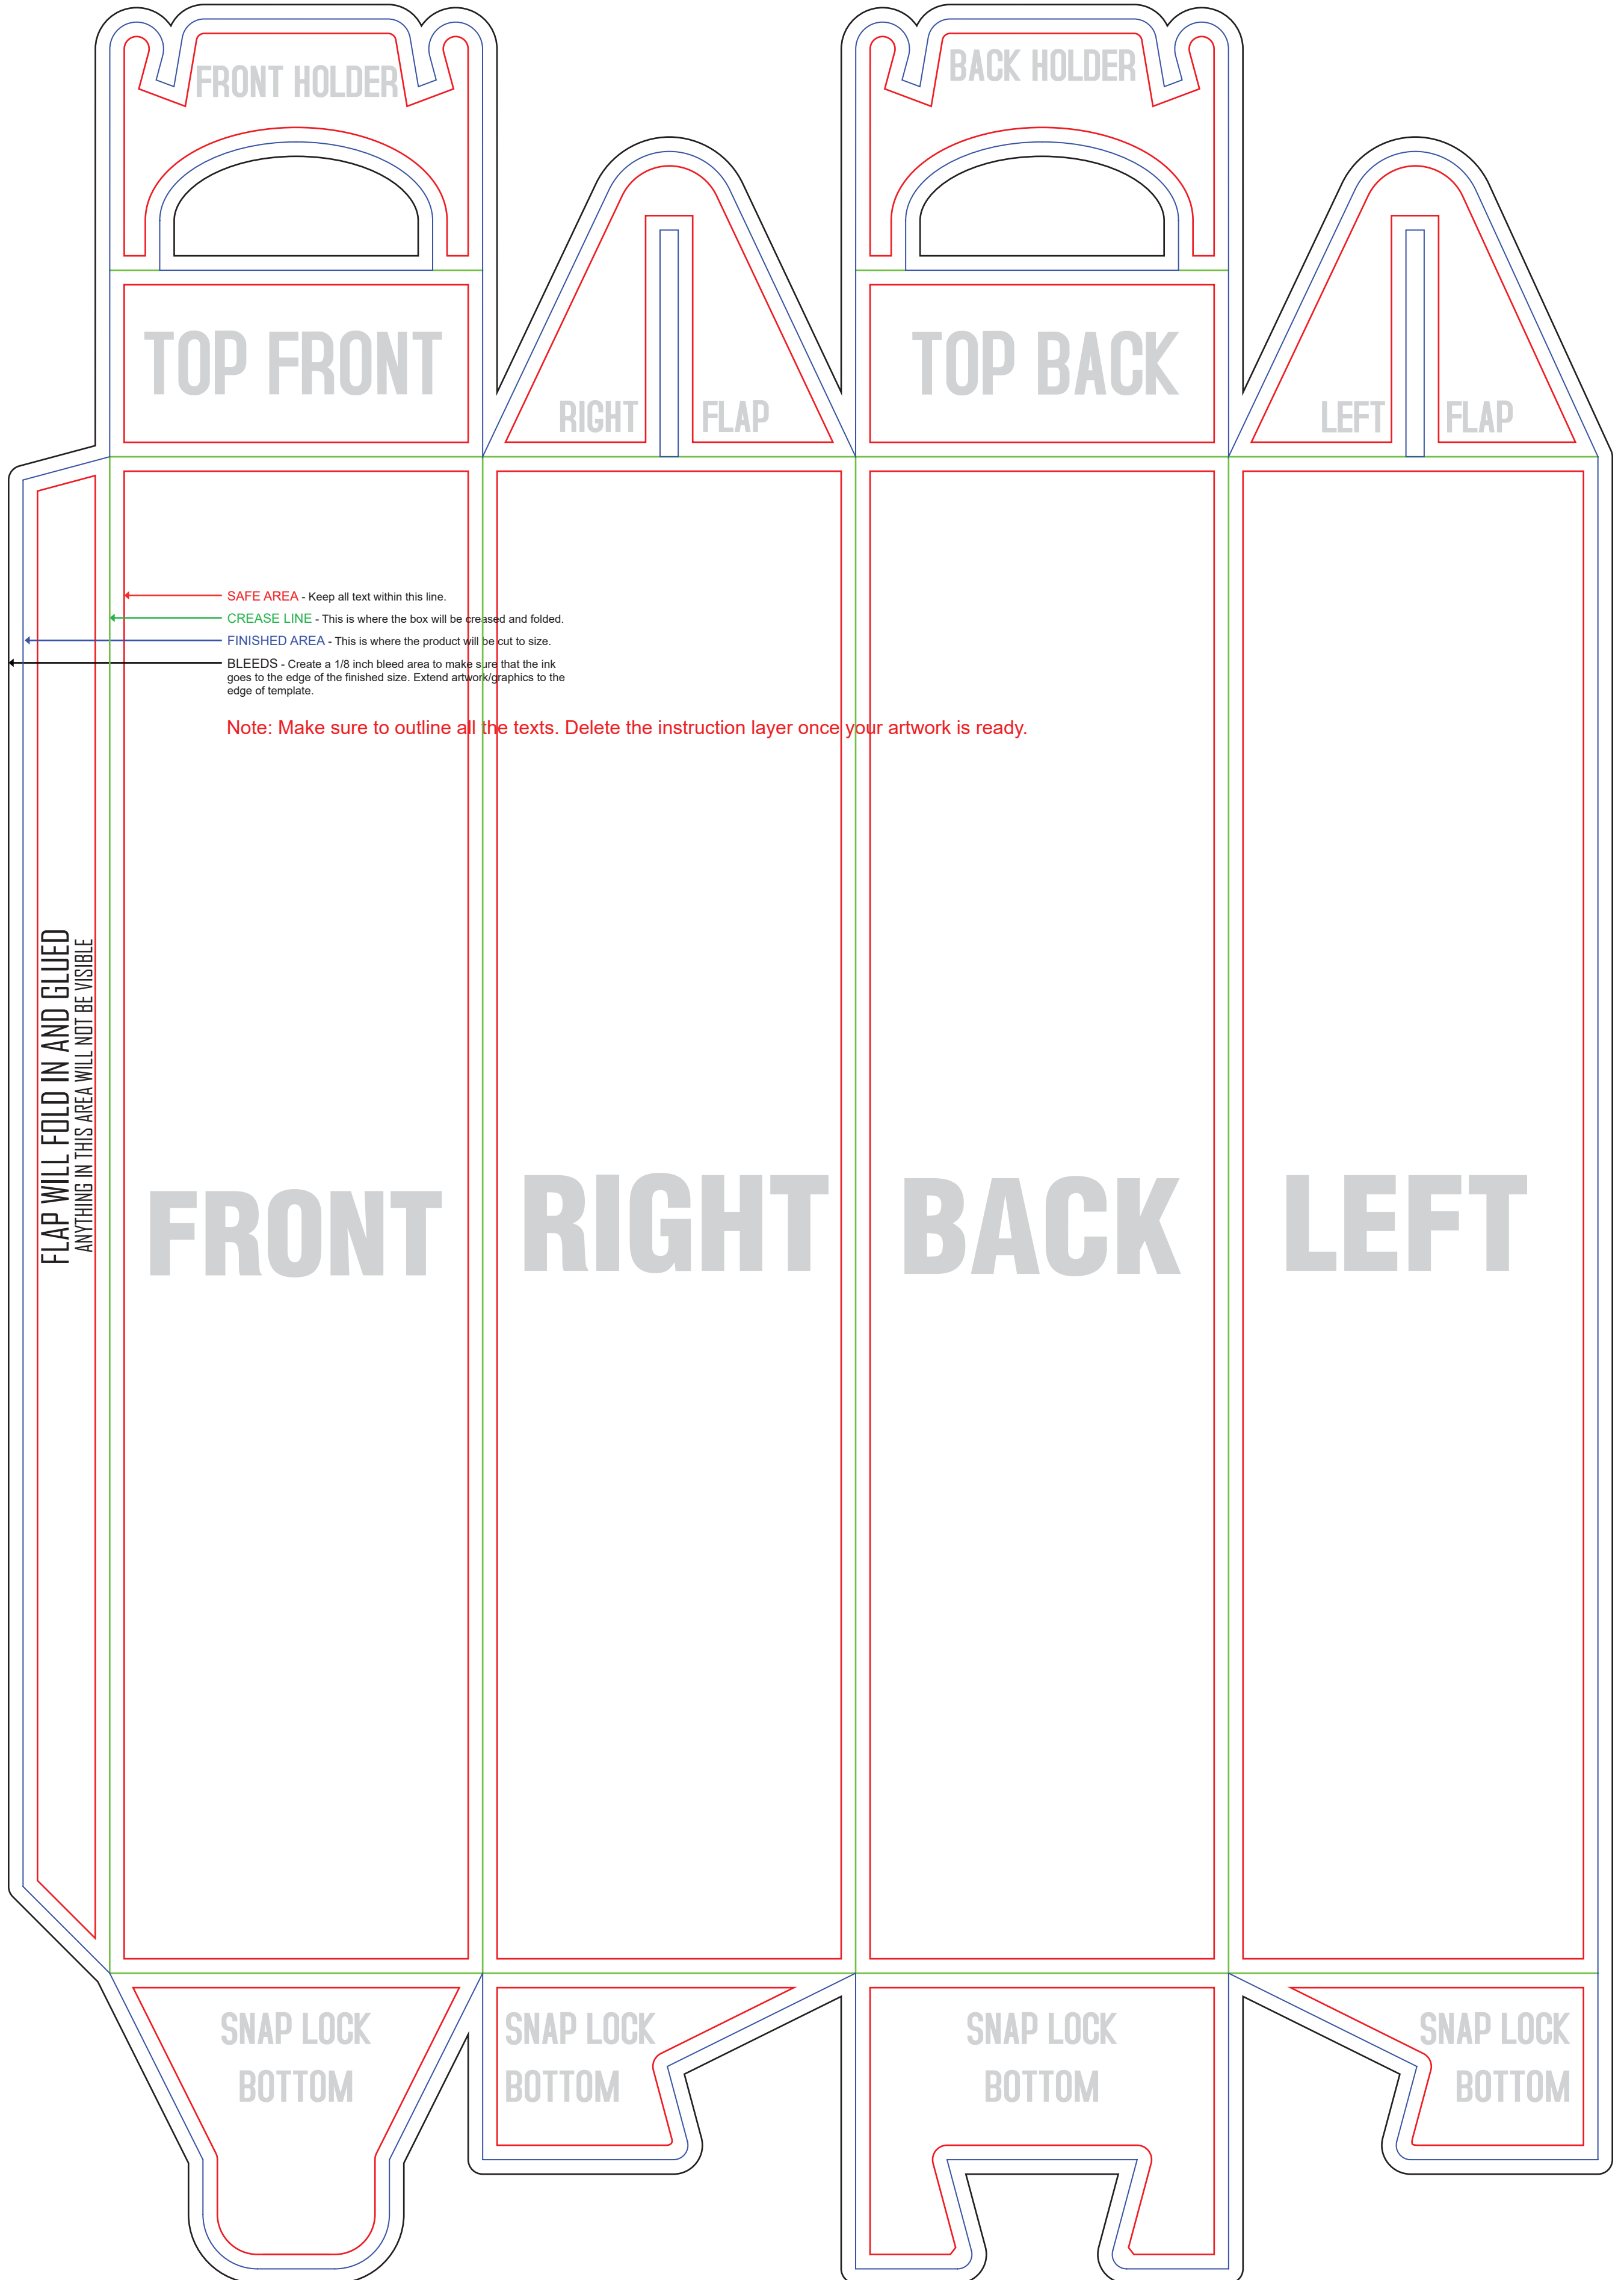 FRONT HOLDER
BACK HOLDER
TOP FRONT
TOP BACK
RIGHT FLAP
LEFT FLAP
SAFE AREA - Keep all text within this line.
CREASE LINE - This is where the box will be creased and folded.
FINISHED AREA - This is where the product will be cut to size.
BLEEDS - Create a 1/8 inch bleed area to make sure that the ink
goes to the edge of the finished size. Extend artwork/graphics to the
edge of template.
Note: Make sure to outline all the texts. Delete the instruction layer once your artwork is ready.
FLAP WILL FOLD IN AND GLUED
ANYTHING IN THIS AREA WILL NOT BE VISIBLE
FRONT
RIGHT
BACK
LEFT
SNAP LOCK
BOTTOM
SNAP LOCK
BOTTOM
SNAP LOCK
BOTTOM
SNAP LOCK
BOTTOM